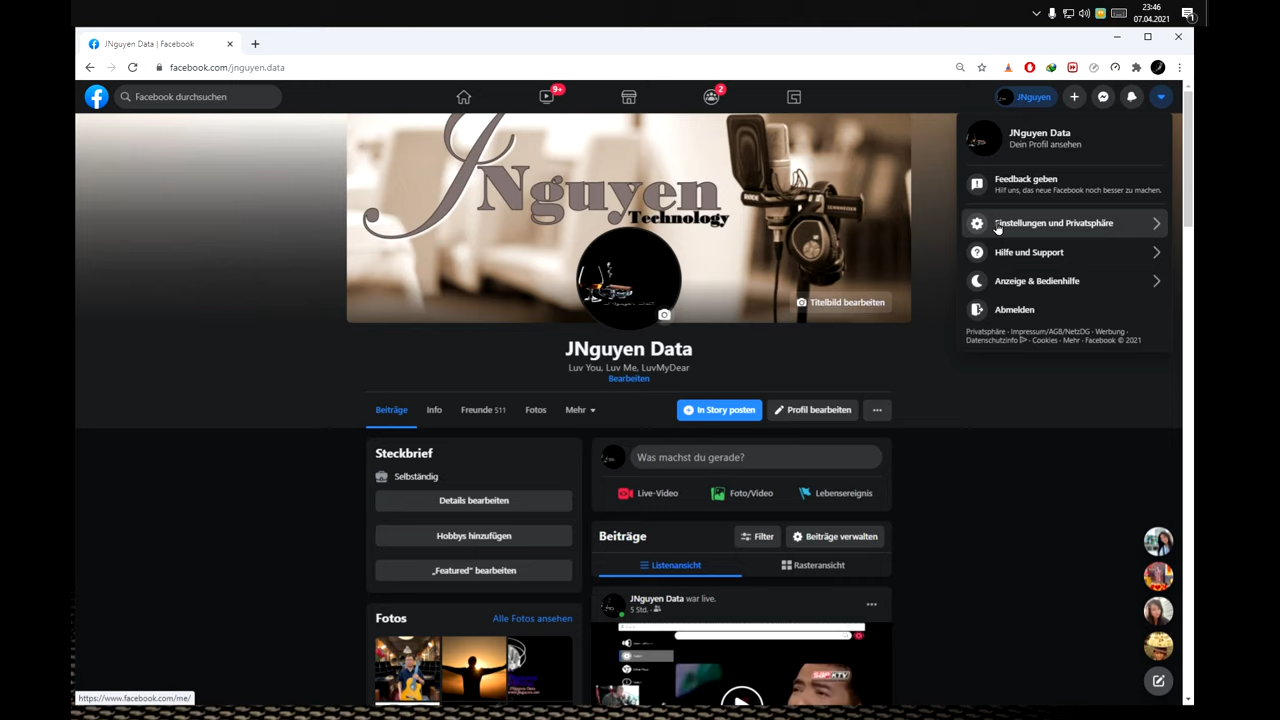 23:46
07.04.2021
1
JNguyen Data | Facebook
facebook.com/jnguyen.data
Facebook durchsuchen
9+
2
JNguyen
JNguyen
Technology
SENNHEISER
Titelbild bearbeiten
JNguyen Data
Dein Profil ansehen
Feedback geben
Hilf uns, das neue Facebook noch besser zu machen.
Einstellungen und Privatsphäre
Hilfe und Support
Anzeige & Bedienhilfe
Abmelden
Privatsphäre · Impressum/AGB/NetzDG · Werbung ·
Datenschutzinfo · Cookies · Mehr · Facebook © 2021
JNguyen Data
Luv You, Luv Me, LuvMyDear
Bearbeiten
Beiträge
Info
Freunde 511
Fotos
Mehr
In Story posten
Profil bearbeiten
Steckbrief
Selbständig
Details bearbeiten
Hobbys hinzufügen
„Featured“ bearbeiten
Fotos
Alle Fotos ansehen
Was machst du gerade?
Live-Video
Foto/Video
Lebensereignis
Beiträge
Filter
Beiträge verwalten
Listenansicht
Rasteransicht
JNguyen Data war live.
5 Std. ·
https://www.facebook.com/me/